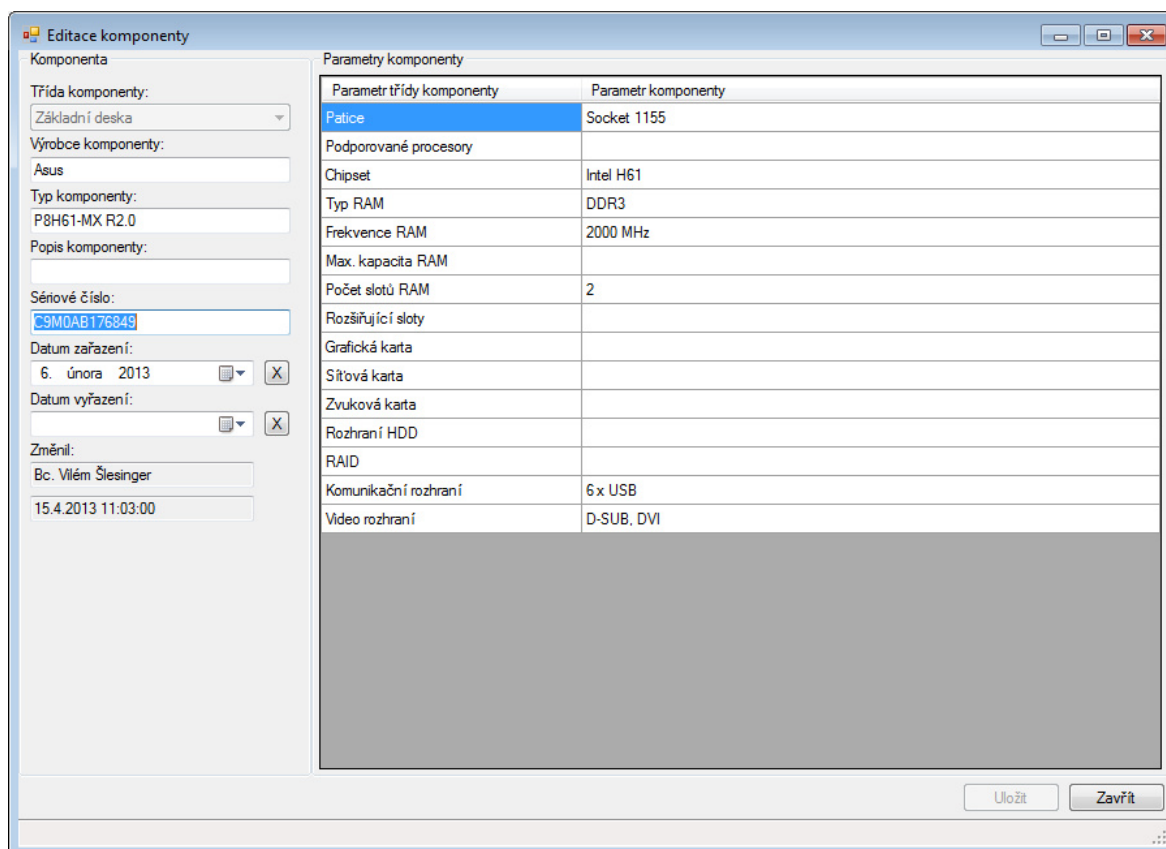 Editace komponenty
Komponenta
Třída komponenty:
Základní deska
Výrobce komponenty:
Asus
Typ komponenty:
P8H61-MX R2.0
Popis komponenty:
Sériové číslo:
C9M0AB176849
Datum zařazení:
6. února 2013
X
Datum vyřazení:
X
Změnil:
Bc. Vilém Šlesinger
15.4.2013 11:03:00
Parametry komponenty
Parametr třídy komponenty Parametr komponenty
Patice Socket 1155
Podporované procesory
Chipset Intel H61
Typ RAM DDR3
Frekvence RAM 2000 MHz
Max. kapacita RAM
Počet slotů RAM 2
Rozšiřující sloty
Grafická karta
Síťová karta
Zvuková karta
Rozhraní HDD
RAID
Komunikační rozhraní 6 x USB
Video rozhraní D-SUB, DVI
Uložit Zavřít